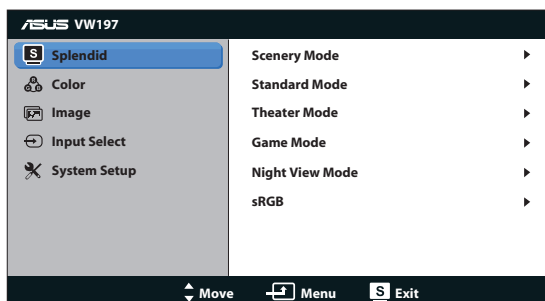 ASUS VW197
S Splendid
Color
Image
Input Select
System Setup
Scenery Mode
Standard Mode
Theater Mode
Game Mode
Night View Mode
sRGB
Move Menu S Exit